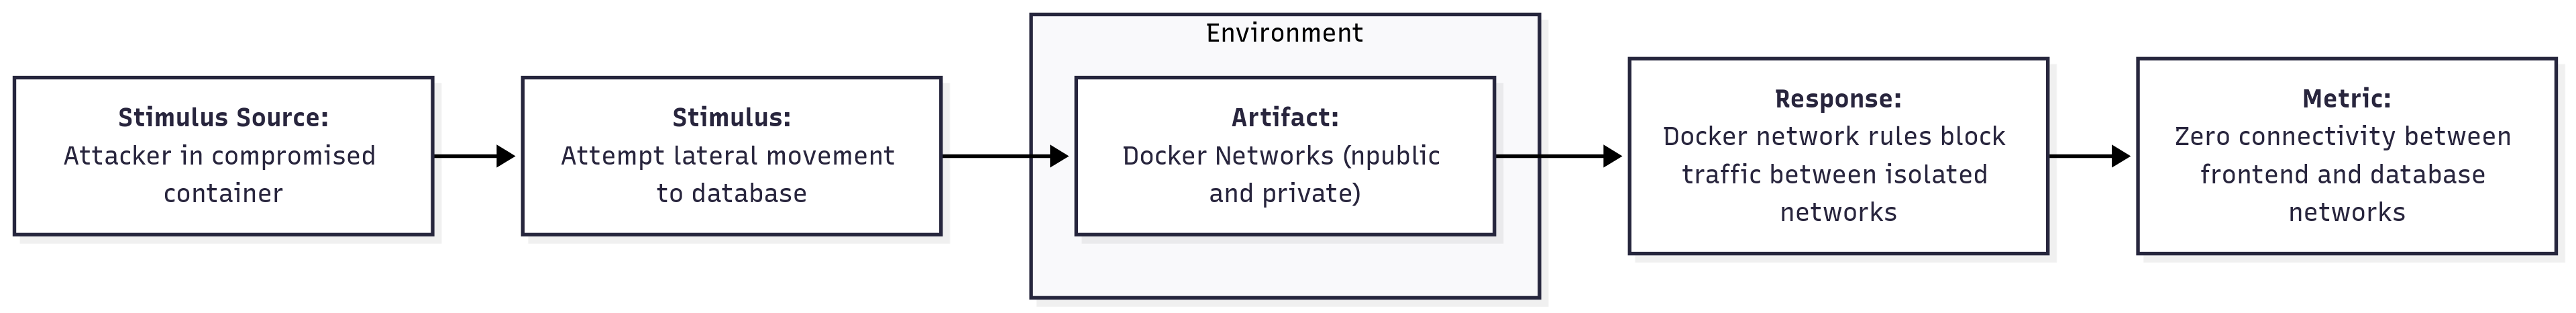 Stimulus Source:
Attacker in compromised
container
Stimulus:
Attempt lateral movement
to database
Environment
Artifact:
Docker Networks (npublic
and private)
Response:
Docker network rules block
traffic between isolated
networks
Metric:
Zero connectivity between
frontend and database
networks